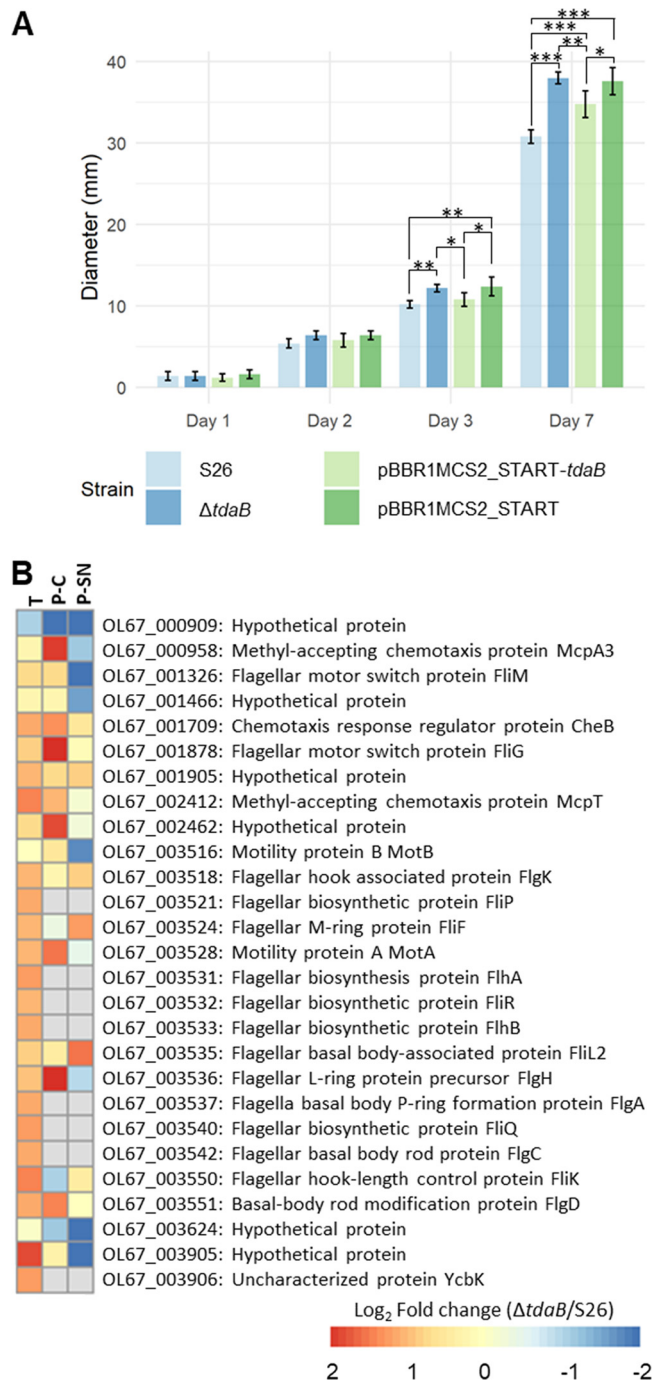 A
***
***
**
***
*
**
*
*
**
40
30
20
10
0
Diameter (mm)
Day 1 Day 2 Day 3 Day 7
Strain
S26
pBBR1MCS2_START-tdaB
ΔtdaB
pBBR1MCS2_START
B
T P-C P-SN
OL67_000909: Hypothetical protein
OL67_000958: Methyl-accepting chemotaxis protein McpA3
OL67_001326: Flagellar motor switch protein FliM
OL67_001466: Hypothetical protein
OL67_001709: Chemotaxis response regulator protein CheB
OL67_001878: Flagellar motor switch protein FliG
OL67_001905: Hypothetical protein
OL67_002412: Methyl-accepting chemotaxis protein McpT
OL67_002462: Hypothetical protein
OL67_003516: Motility protein B MotB
OL67_003518: Flagellar hook associated protein FlgK
OL67_003521: Flagellar biosynthetic protein FliP
OL67_003524: Flagellar M-ring protein FliF
OL67_003528: Motility protein A MotA
OL67_003531: Flagellar biosynthesis protein FlhA
OL67_003532: Flagellar biosynthetic protein FliR
OL67_003533: Flagellar biosynthetic protein FlhB
OL67_003535: Flagellar basal body-associated protein FliL2
OL67_003536: Flagellar L-ring protein precursor FlgH
OL67_003537: Flagella basal body P-ring formation protein FlgA
OL67_003540: Flagellar biosynthetic protein FliQ
OL67_003542: Flagellar basal body rod protein FlgC
OL67_003550: Flagellar hook-length control protein FliK
OL67_003551: Basal-body rod modification protein FlgD
OL67_003624: Hypothetical protein
OL67_003905: Hypothetical protein
OL67_003906: Uncharacterized protein YcbK
Log2 Fold change (ΔtdaB/S26)
2 1 0 -1 -2